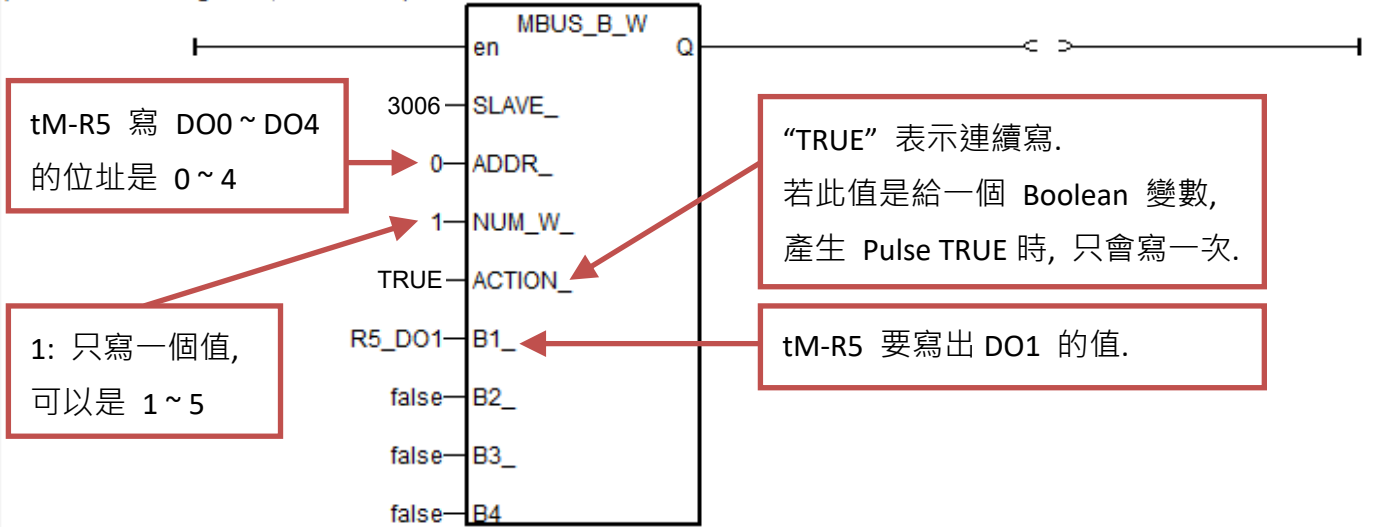 MBUS_B_W
en
Q
3006
SLAVE_
0
ADDR_
1
NUM_W_
TRUE
ACTION_
R5_DO1
B1_
false
B2_
false
B3_
false
B4
tM-R5 寫 DO0 ~ DO4
的位址是 0 ~ 4
1: 只寫一個值,
可以是 1 ~ 5
“TRUE” 表示連續寫.
若此值是給一個 Boolean 變數,
產生 Pulse TRUE 時, 只會寫一次.
tM-R5 要寫出 DO1 的值.